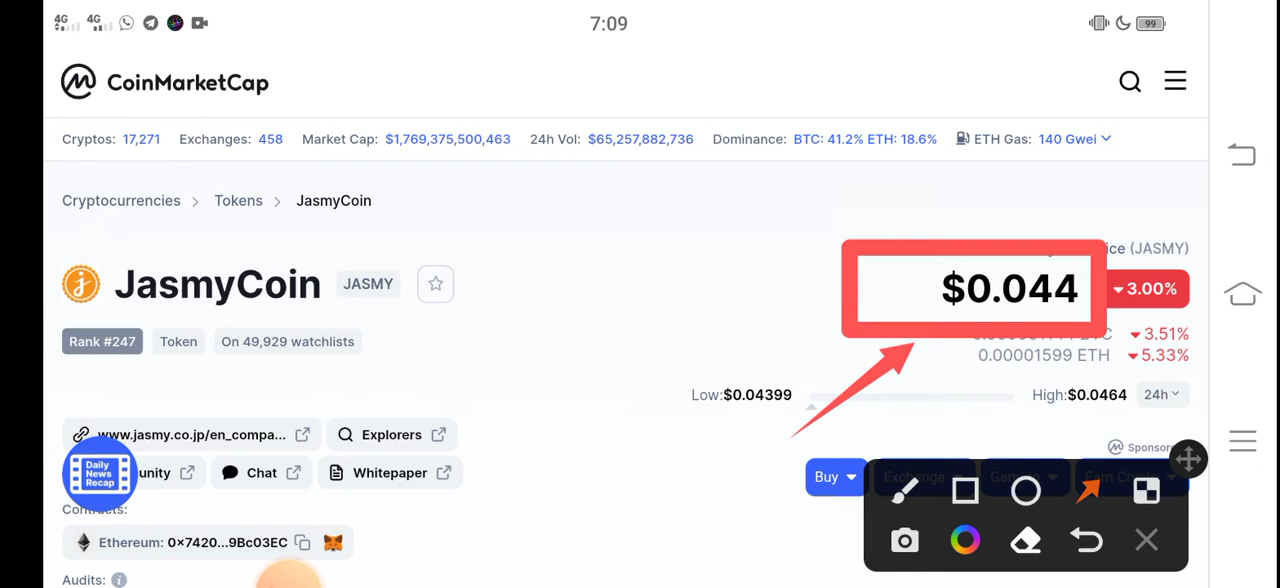 4G 4G 7:09 99
CoinMarketCap
Cryptos: 17,271 Exchanges: 458 Market Cap: $1,769,375,500,463 24h Vol: $65,257,882,736 Dominance: BTC: 41.2% ETH: 18.6% ETH Gas: 140 Gwei
Cryptocurrencies > Tokens > JasmyCoin
(JASMY)
JasmyCoin JASMY $0.044 3.00%
Rank #247 Token On 49,929 watchlists
BTC 3.51%
0.00001599 ETH 5.33%
Low:$0.04399 High:$0.0464 24h
www.jasmy.co.jp/en_compa... Explorers
Sponsor
Daily News Recap
Chat Whitepaper
Buy Exchange
Contracts:
Ethereum: 0x7420...9Bc03EC
Audits: